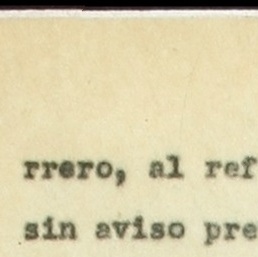 rrero, al ref
sin aviso pre